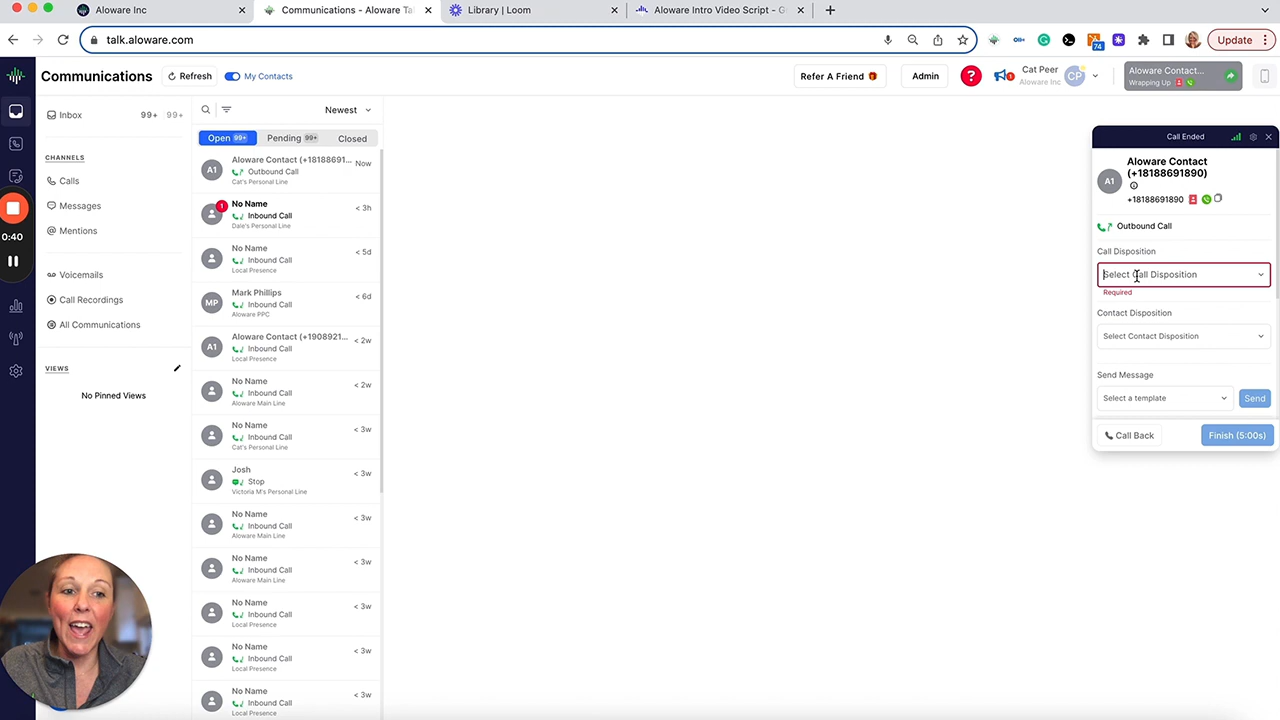 Aloware Inc
Communications - Aloware Ta
Library | Loom
Aloware Intro Video Script - G
talk.aloware.com
74
Update
Communications
Refresh
My Contacts
Refer A Friend
Admin
?
1
Cat Peer
Aloware Inc
CP
Aloware Contact...
Wrapping Up
Inbox 99+ 99+
CHANNELS
Calls
Messages
Mentions
Voicemails
Call Recordings
All Communications
VIEWS
No Pinned Views
0:40
Newest
Open 99+ Pending 99+ Closed
A1
Aloware Contact (+1818691... Now
Outbound Call
Cat's Personal Line
1
No Name < 3h
Inbound Call
Dale's Personal Line
No Name < 5d
Inbound Call
Local Presence
MP
Mark Phillips < 6d
Inbound Call
Aloware PPC
A1
Aloware Contact (+1908921... < 2w
Inbound Call
Local Presence
No Name < 2w
Inbound Call
Aloware Main Line
No Name < 3w
Inbound Call
Cat's Personal Line
Josh < 3w
Stop
Victoria M's Personal Line
No Name < 3w
Inbound Call
Aloware Main Line
No Name < 3w
Inbound Call
Aloware Main Line
No Name < 3w
Inbound Call
Local Presence
No Name < 3w
Inbound Call
Local Presence
No Name < 3w
Inbound Call
Local Presence
Call Ended
A1
Aloware Contact
(+18188691890)
+18188691890
Outbound Call
Call Disposition
Select Call Disposition
Required
Contact Disposition
Select Contact Disposition
Send Message
Select a template
Send
Call Back
Finish (5:00s)